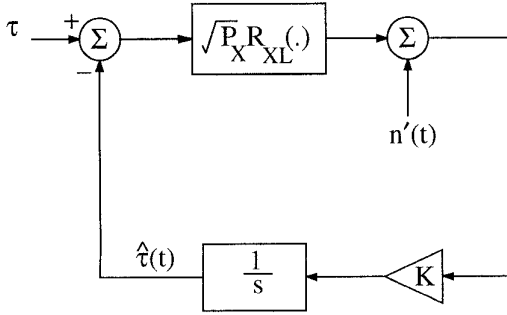 τ
+
Σ
−
√P_X R_XL(.)
Σ
n′(t)
τ̂(t)
1/s
K